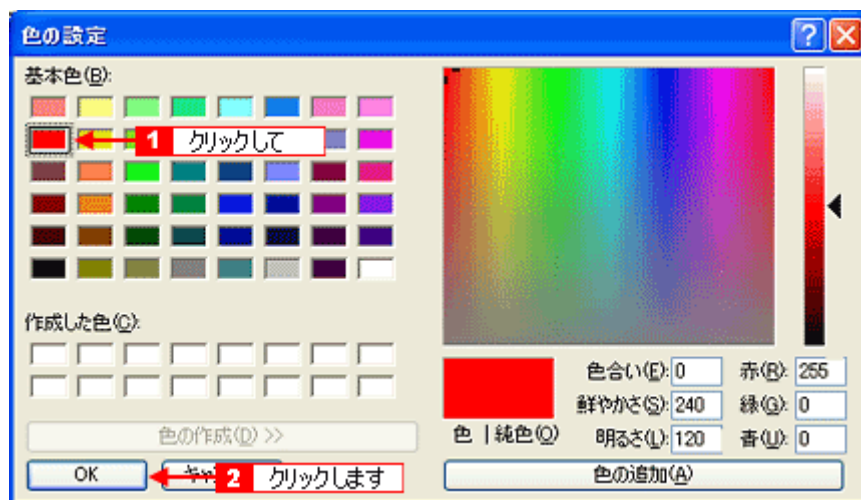 色の設定
基本色(B):
1 クリックして
作成した色(C):
色の作成(D) >>
OK
2 クリックします
色 | 純色(O)
色合い(E): 0
鮮やかさ(S): 240
明るさ(L): 120
赤(R): 255
緑(G): 0
青(U): 0
色の追加(A)